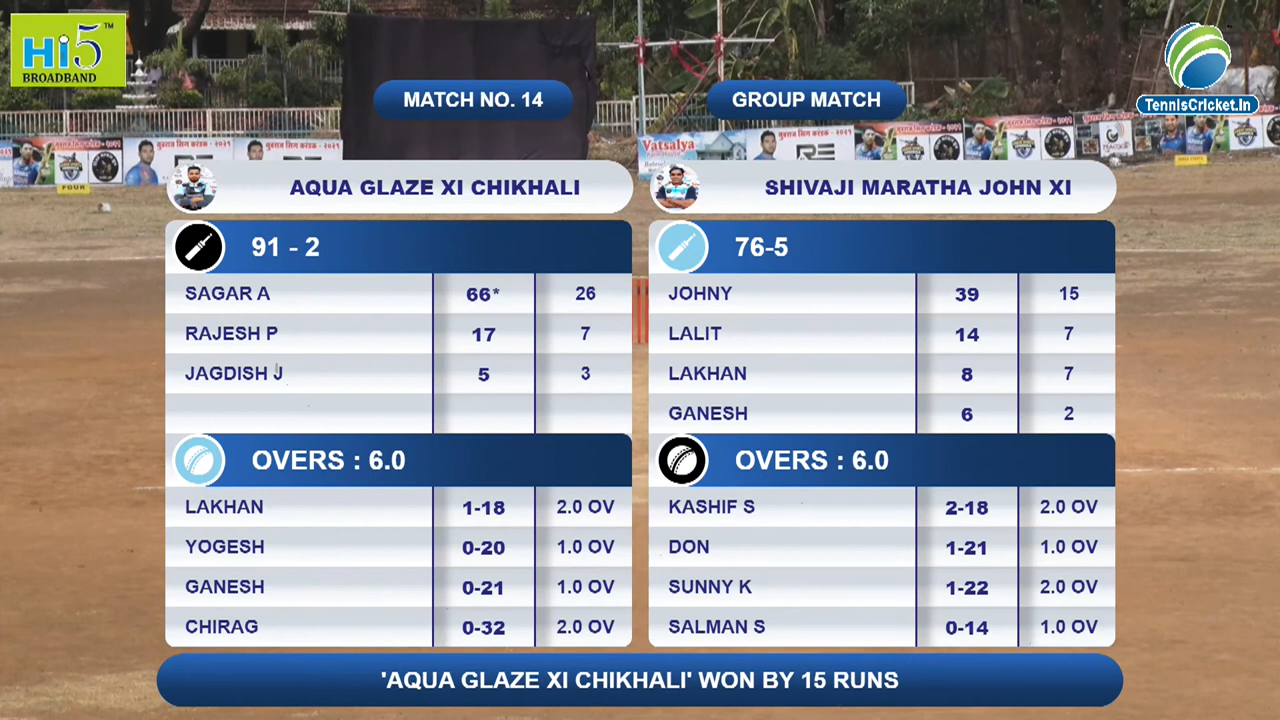 Hi5 TM
BROADBAND
TennisCricket.In
MATCH NO. 14
GROUP MATCH
Vatsalya
FOUR
AQUA GLAZE XI CHIKHALI
SHIVAJI MARATHA JOHN XI
91 - 2
SAGAR A 66* 26
RAJESH P 17 7
JAGDISH J 5 3
76-5
JOHNY 39 15
LALIT 14 7
LAKHAN 8 7
GANESH 6 2
OVERS : 6.0
LAKHAN 1-18 2.0 OV
YOGESH 0-20 1.0 OV
GANESH 0-21 1.0 OV
CHIRAG 0-32 2.0 OV
OVERS : 6.0
KASHIF S 2-18 2.0 OV
DON 1-21 1.0 OV
SUNNY K 1-22 2.0 OV
SALMAN S 0-14 1.0 OV
'AQUA GLAZE XI CHIKHALI' WON BY 15 RUNS